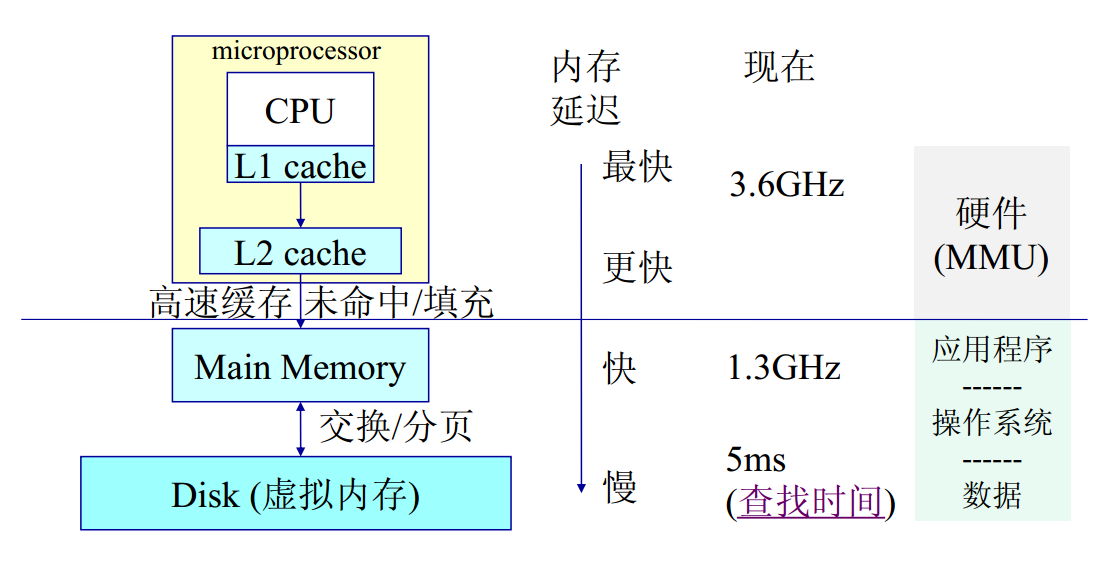 microprocessor
CPU
L1 cache
L2 cache
高速缓存 未命中/填充
Main Memory
交换/分页
Disk (虚拟内存)
内存
延迟
最快
更快
快
慢
现在
3.6GHz
1.3GHz
5ms
(查找时间)
硬件
(MMU)
应用程序
------
操作系统
------
数据